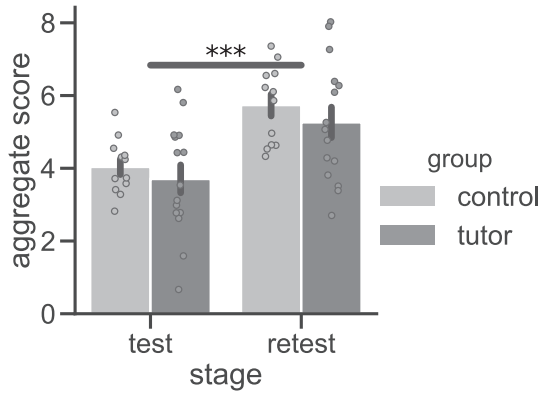 aggregate score
8
6
4
2
0
***
test
retest
stage
group
control
tutor